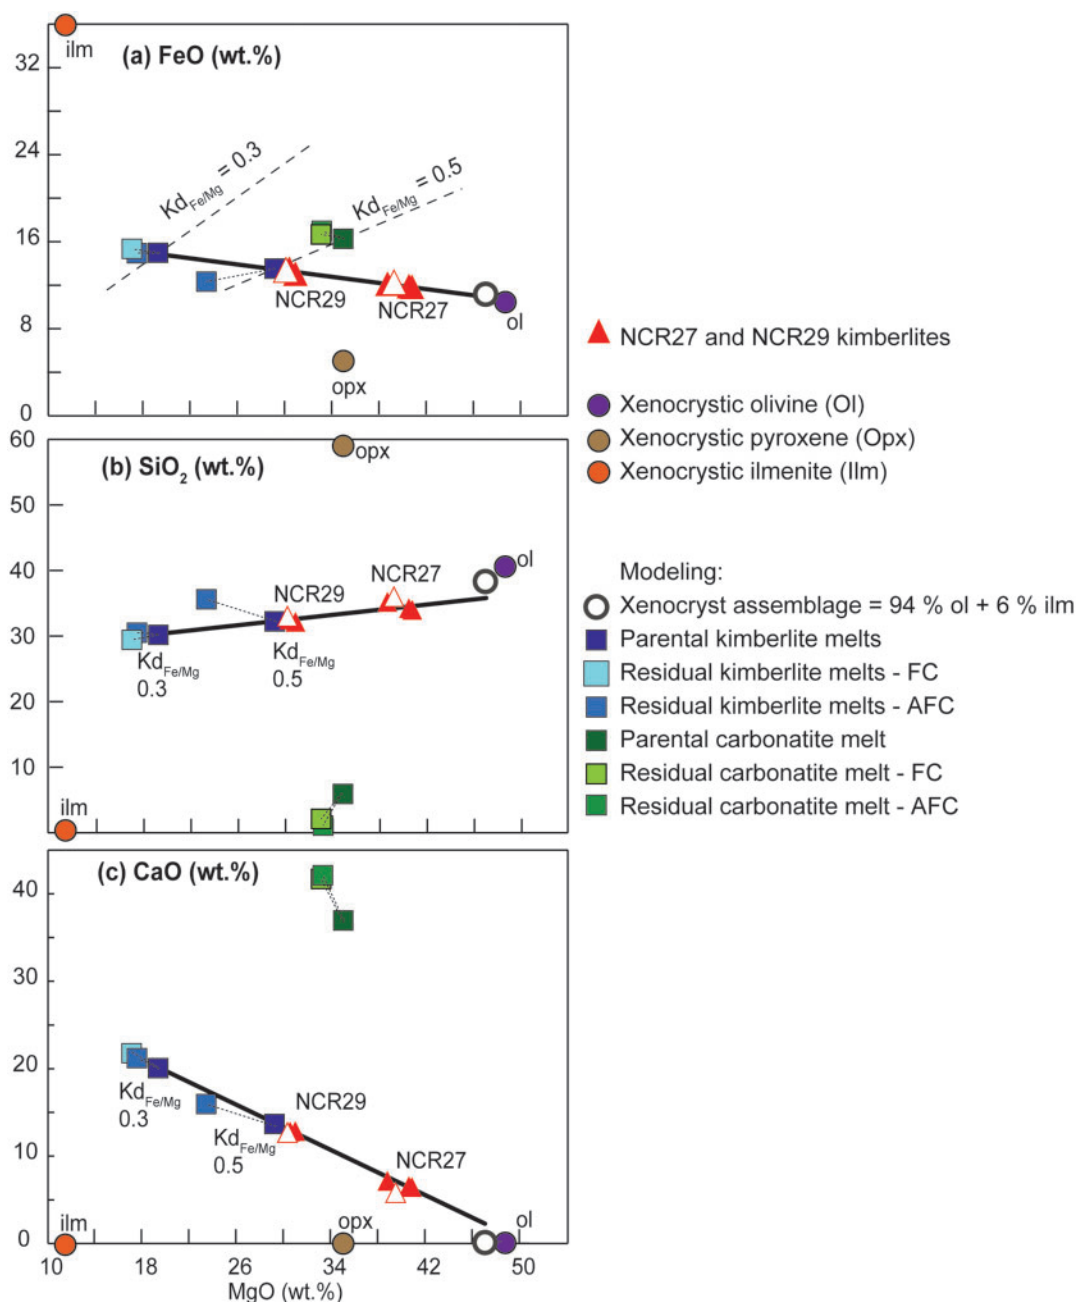 (a) FeO (wt.%)
ilm
32
24
16
8
0
Kd Fe/Mg = 0.3
Kd Fe/Mg = 0.5
NCR29
NCR27
ol
opx
(b) SiO2 (wt.%)
60
50
40
30
20
10
opx
ol
NCR29
NCR27
Kd Fe/Mg
0.3
Kd Fe/Mg
0.5
ilm
(c) CaO (wt.%)
40
30
20
10
0
Kd Fe/Mg
0.3
Kd Fe/Mg
0.5
NCR29
NCR27
ilm
opx
ol
10 18 26 34 42 50
MgO (wt.%)
NCR27 and NCR29 kimberlites
Xenocrystic olivine (Ol)
Xenocrystic pyroxene (Opx)
Xenocrystic ilmenite (Ilm)
Modeling:
Xenocryst assemblage = 94 % ol + 6 % ilm
Parental kimberlite melts
Residual kimberlite melts - FC
Residual kimberlite melts - AFC
Parental carbonatite melt
Residual carbonatite melt - FC
Residual carbonatite melt - AFC